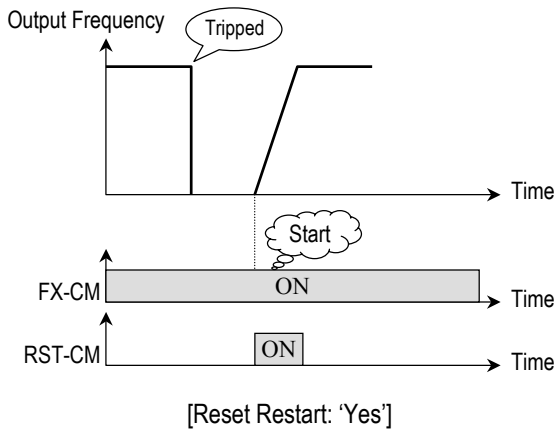 Output Frequency
Tripped
Time
Start
FX-CM
ON
Time
RST-CM
ON
Time
[Reset Restart: ‘Yes’]